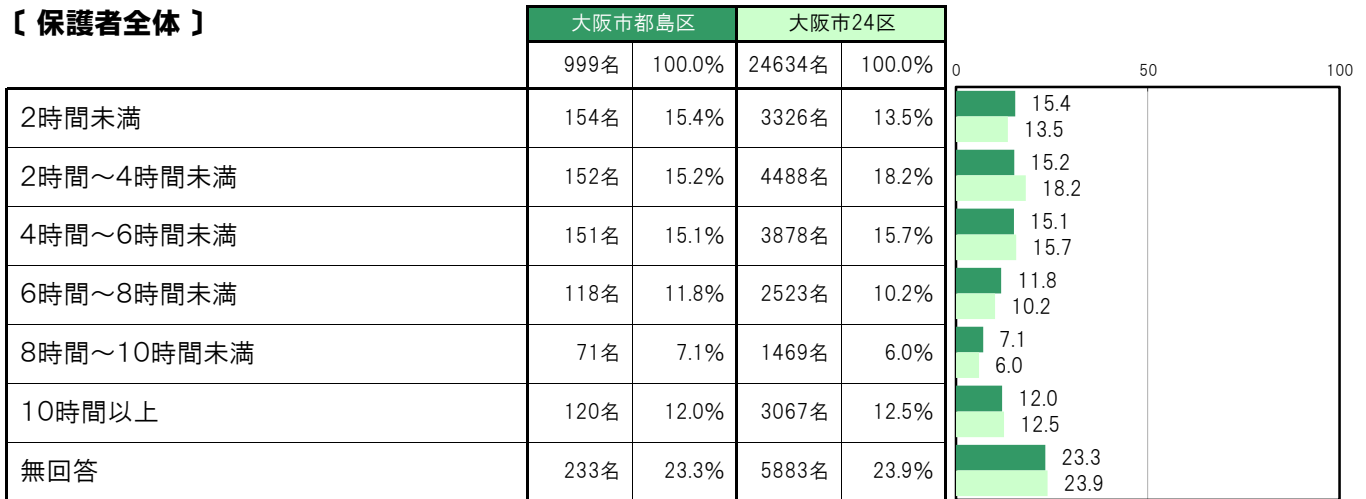 〔 保護者全体 〕
大阪市都島区 大阪市24区
999名 100.0% 24634名 100.0%
0 50 100
2時間未満 154名 15.4% 3326名 13.5%
15.4
13.5
2時間～4時間未満 152名 15.2% 4488名 18.2%
15.2
18.2
4時間～6時間未満 151名 15.1% 3878名 15.7%
15.1
15.7
6時間～8時間未満 118名 11.8% 2523名 10.2%
11.8
10.2
8時間～10時間未満 71名 7.1% 1469名 6.0%
7.1
6.0
10時間以上 120名 12.0% 3067名 12.5%
12.0
12.5
無回答 233名 23.3% 5883名 23.9%
23.3
23.9